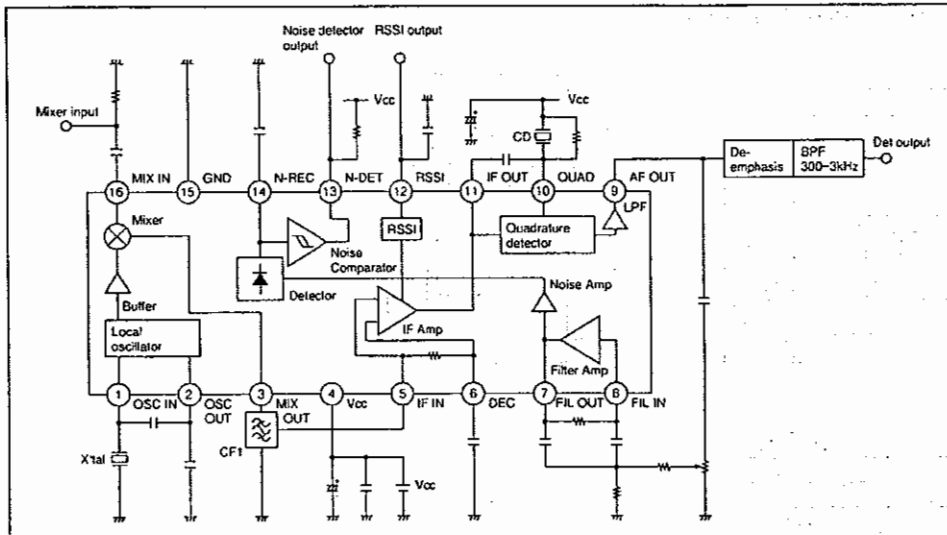 Noise detector output
RSSI output
Vcc
Vcc
Mixer input
CD
De-emphasis
BPF 300~3kHz
Det output
MIX IN
GND
N-REC
N-DET
RSSI
IF OUT
QUAD
AF OUT
16
15
14
13
12
11
10
9
Mixer
RSSI
LPF
Quadrature detector
Noise Comparator
Detector
Noise Amp
Buffer
IF Amp
Local oscillator
Filter Amp
1
2
3
4
5
6
7
8
OSC IN
OSC OUT
MIX OUT
Vcc
IF IN
DEC
FIL OUT
FIL IN
X'tal
CF1
Vcc